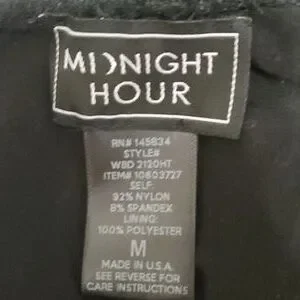 MIDNIGHT
HOUR
RN# 145834
STYLE#
WBD 2120HT
ITEM# 10603727
SELF:
92% NYLON
8% SPANDEX
LINING:
100% POLYESTER
M
MADE IN U.S.A.
SEE REVERSE FOR
CARE INSTRUCTIONS